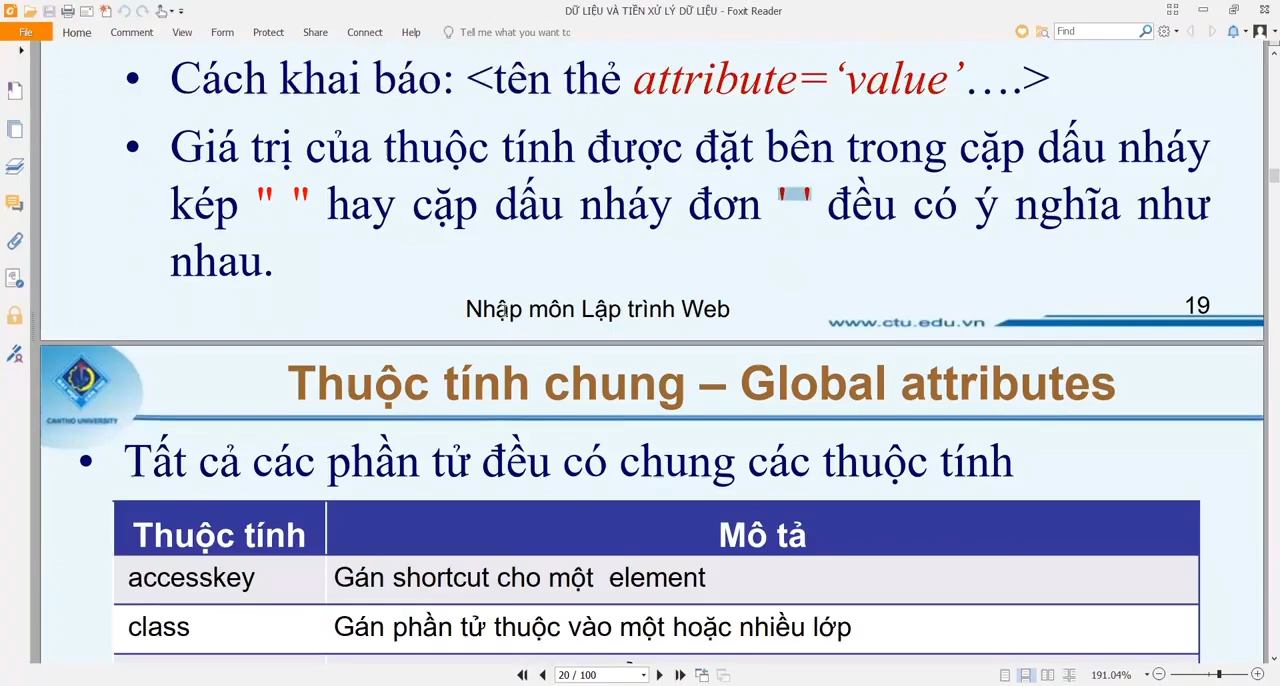 DỮ LIỆU VÀ TIỀN XỬ LÝ DỮ LIỆU - Foxit Reader
File Home Comment View Form Protect Share Connect Help Tell me what you want to Find
• Cách khai báo: <tên thẻ attribute=‘value’….>
• Giá trị của thuộc tính được đặt bên trong cặp dấu nháy
kép " " hay cặp dấu nháy đơn ' ' đều có ý nghĩa như
nhau.
Nhập môn Lập trình Web
www.ctu.edu.vn
19
CANTHO UNIVERSITY
Thuộc tính chung – Global attributes
• Tất cả các phần tử đều có chung các thuộc tính
Thuộc tính Mô tả
accesskey Gán shortcut cho một element
class Gán phần tử thuộc vào một hoặc nhiều lớp
20 / 100
191.04%